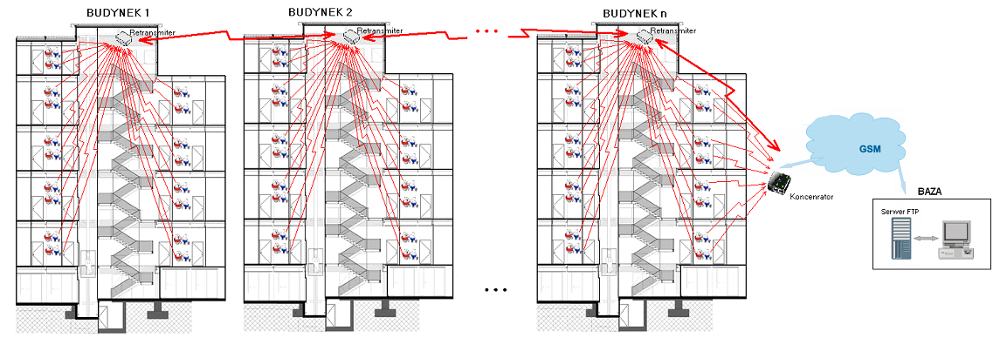 BUDYNEK 1
BUDYNEK 2
BUDYNEK n
Retransmiter
Retransmiter
Retransmiter
GSM
BAZA
Koncenrator
Serwer FTP